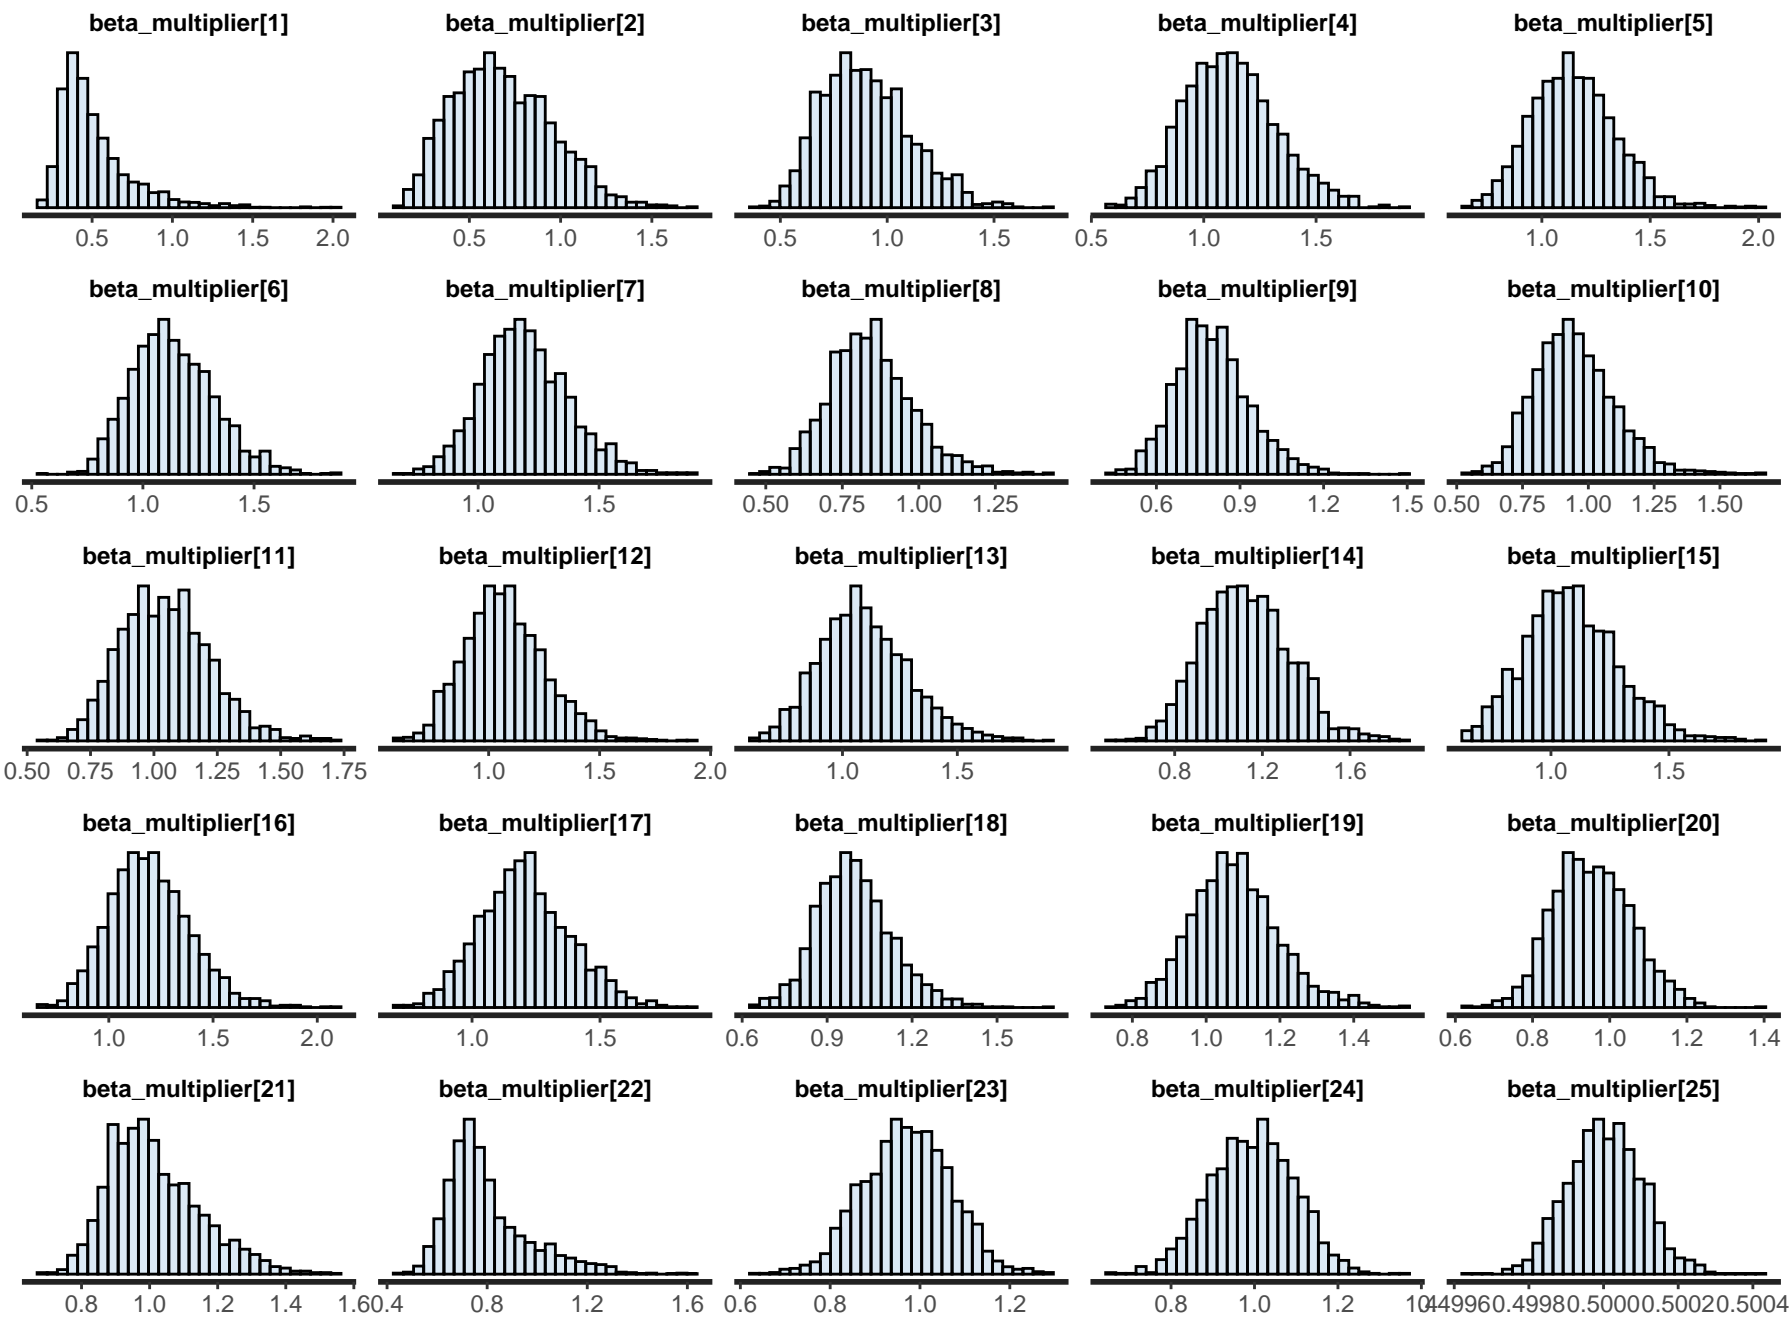 beta_multiplier[1] beta_multiplier[2] beta_multiplier[3] beta_multiplier[4] beta_multiplier[5]
0.5 1.0 1.5 2.0 0.5 1.0 1.5 0.5 1.0 1.5 0.5 1.0 1.5 1.0 1.5 2.0
beta_multiplier[6] beta_multiplier[7] beta_multiplier[8] beta_multiplier[9] beta_multiplier[10]
0.5 1.0 1.5 1.0 1.5 0.50 0.75 1.00 1.25 0.6 0.9 1.2 1.5 0.50 0.75 1.00 1.25 1.50
beta_multiplier[11] beta_multiplier[12] beta_multiplier[13] beta_multiplier[14] beta_multiplier[15]
0.50 0.75 1.00 1.25 1.50 1.75 1.0 1.5 2.0 1.0 1.5 0.8 1.2 1.6 1.0 1.5
beta_multiplier[16] beta_multiplier[17] beta_multiplier[18] beta_multiplier[19] beta_multiplier[20]
1.0 1.5 2.0 1.0 1.5 0.6 0.9 1.2 1.5 0.8 1.0 1.2 1.4 0.6 0.8 1.0 1.2 1.4
beta_multiplier[21] beta_multiplier[22] beta_multiplier[23] beta_multiplier[24] beta_multiplier[25]
0.8 1.0 1.2 1.4 1.6 0.4 0.8 1.2 1.6 0.6 0.8 1.0 1.2 0.8 1.0 1.2 0.4998 0.5000 0.5002 0.5004